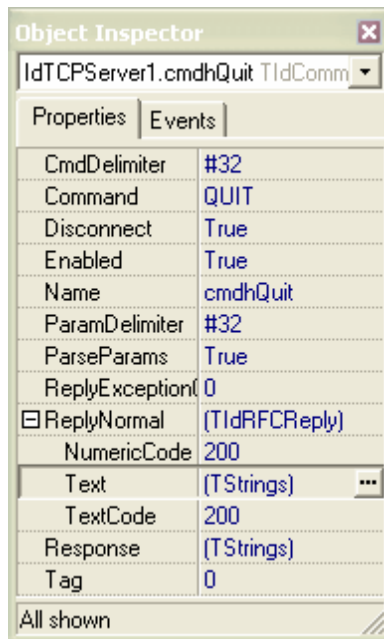 Object Inspector
IdTCPServer1.cmdhQuit TIdComm
Properties Events
CmdDelimiter #32
Command QUIT
Disconnect True
Enabled True
Name cmdhQuit
ParamDelimiter #32
ParseParams True
ReplyException( 0
ReplyNormal (TIdRFCReply)
NumericCode 200
Text (TStrings) ...
TextCode 200
Response (TStrings)
Tag 0
All shown